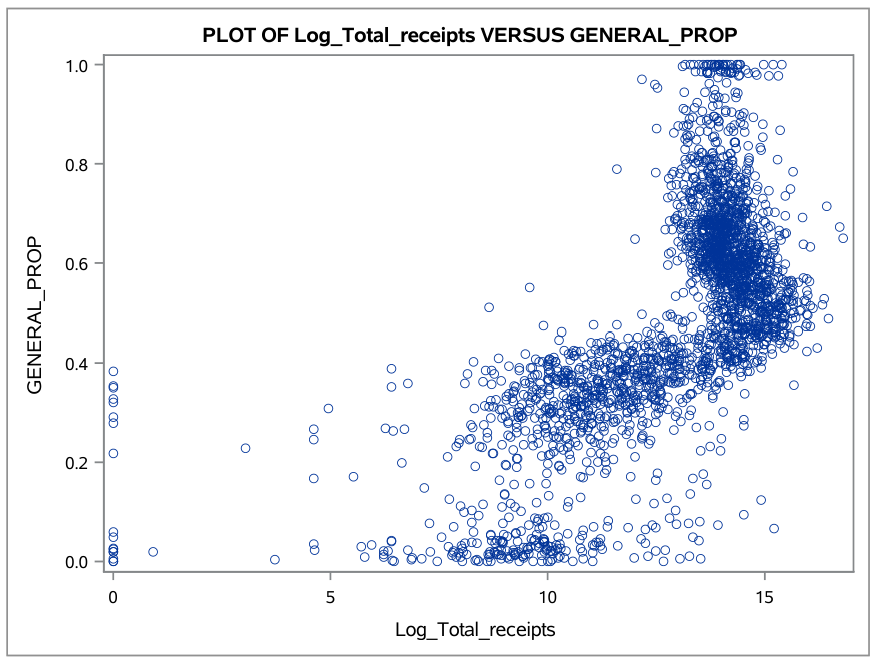 PLOT OF Log_Total_receipts VERSUS GENERAL_PROP
1.0
0.8
0.6
0.4
0.2
0.0
GENERAL_PROP
0 5 10 15
Log_Total_receipts